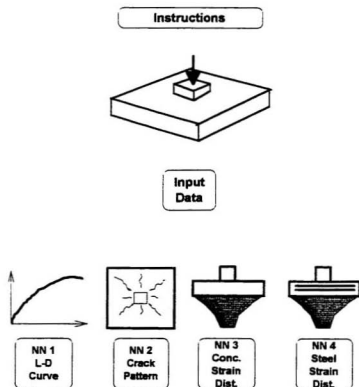 Instructions
Input
Data
NN 1
L-D
Curve
NN 2
Crack
Pattern
NN 3
Conc.
Strain
Dist.
NN 4
Steel
Strain
Dist.